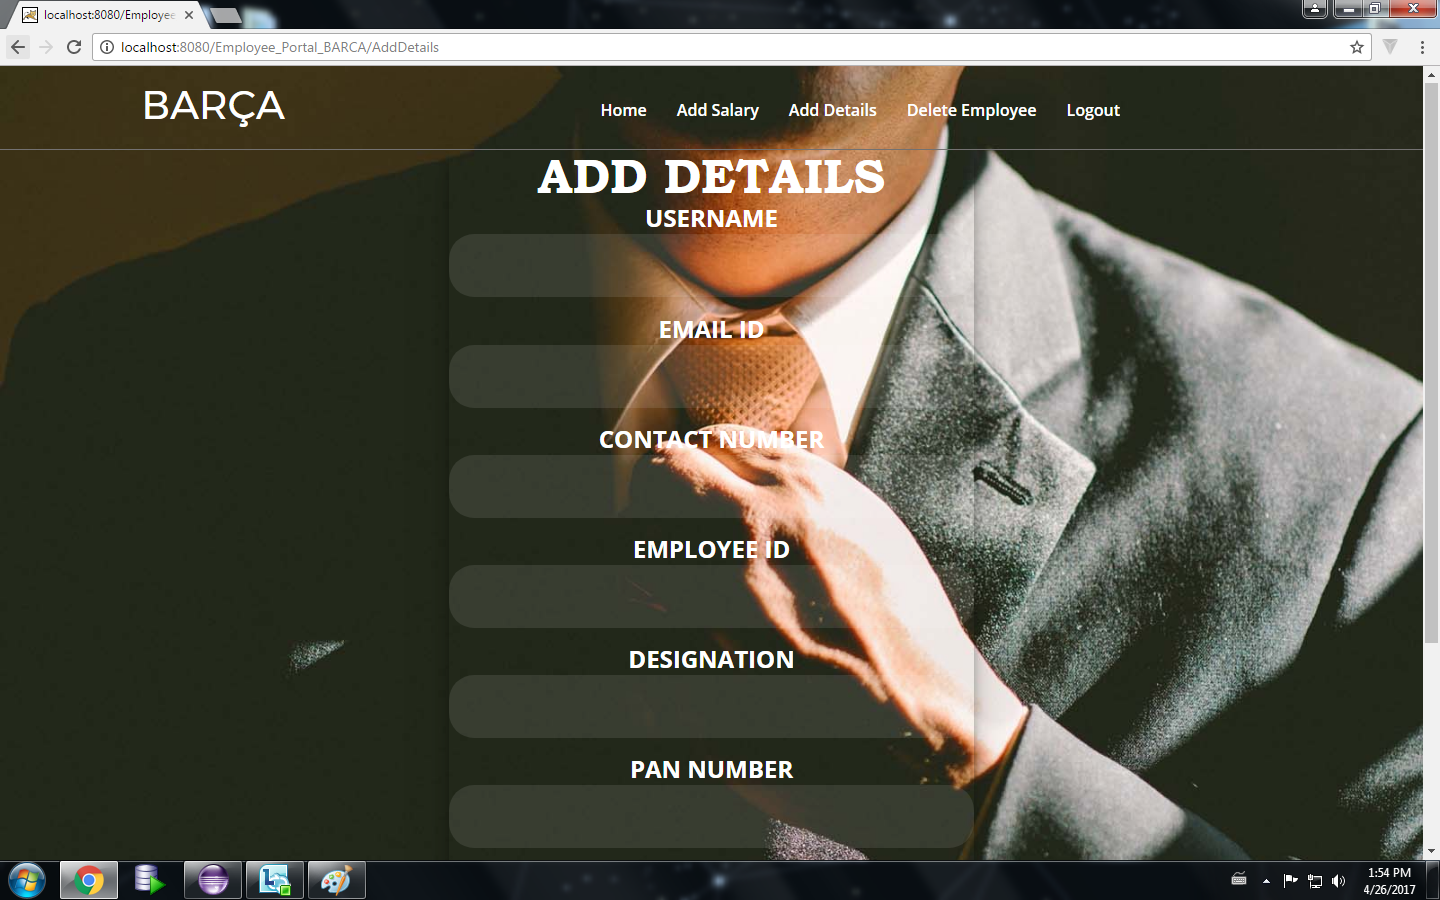 localhost:8080/Employee
localhost:8080/Employee_Portal_BARCA/AddDetails
BARÇA
Home Add Salary Add Details Delete Employee Logout
ADD DETAILS
USERNAME
EMAIL ID
CONTACT NUMBER
EMPLOYEE ID
DESIGNATION
PAN NUMBER
1:54 PM
4/26/2017